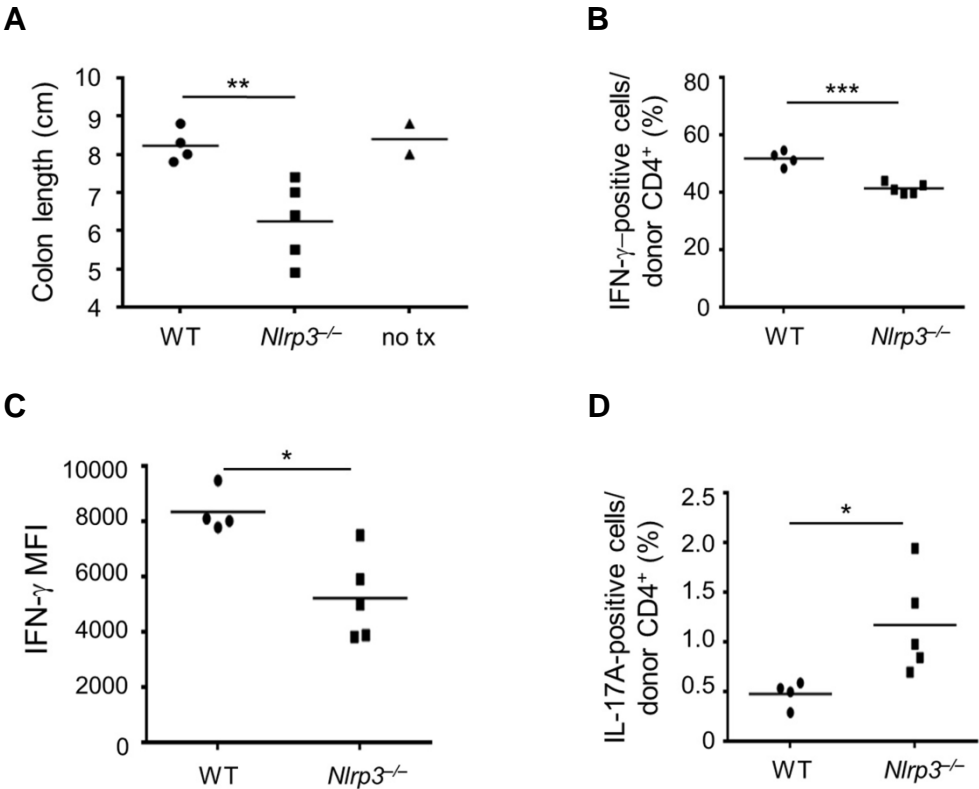 A
Colon length (cm)
10
9
8
7
6
5
4
**
WT
Nlrp3–/–
no tx
B
IFN-γ–positive cells/
donor CD4+ (%)
80
60
40
20
0
***
WT
Nlrp3–/–
C
IFN-γ MFI
10000
8000
6000
4000
2000
0
*
WT
Nlrp3–/–
D
IL-17A-positive cells/
donor CD4+ (%)
2.5
2.0
1.5
1.0
0.5
0
*
WT
Nlrp3–/–